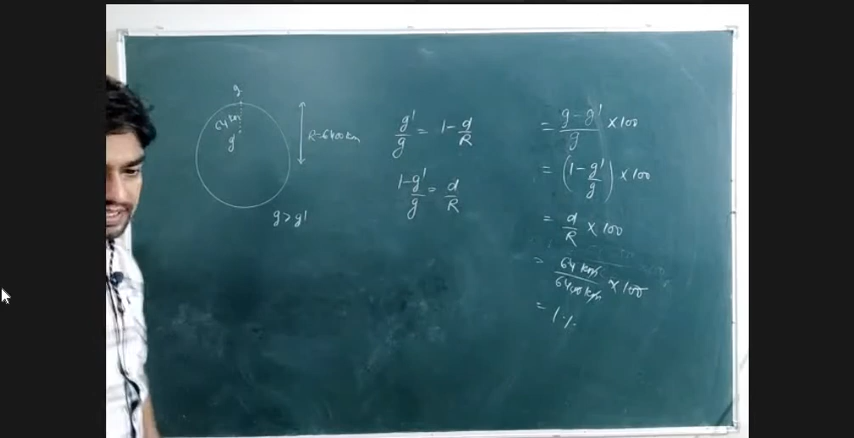 g
64 km
g'
R=6400 km
g > g'
g'/g = 1 - d/R
1 - g'/g = d/R
= g - g'/g × 100
= (1 - g'/g) × 100
= d/R × 100
= 64 km/6400 km × 100
= 1 %